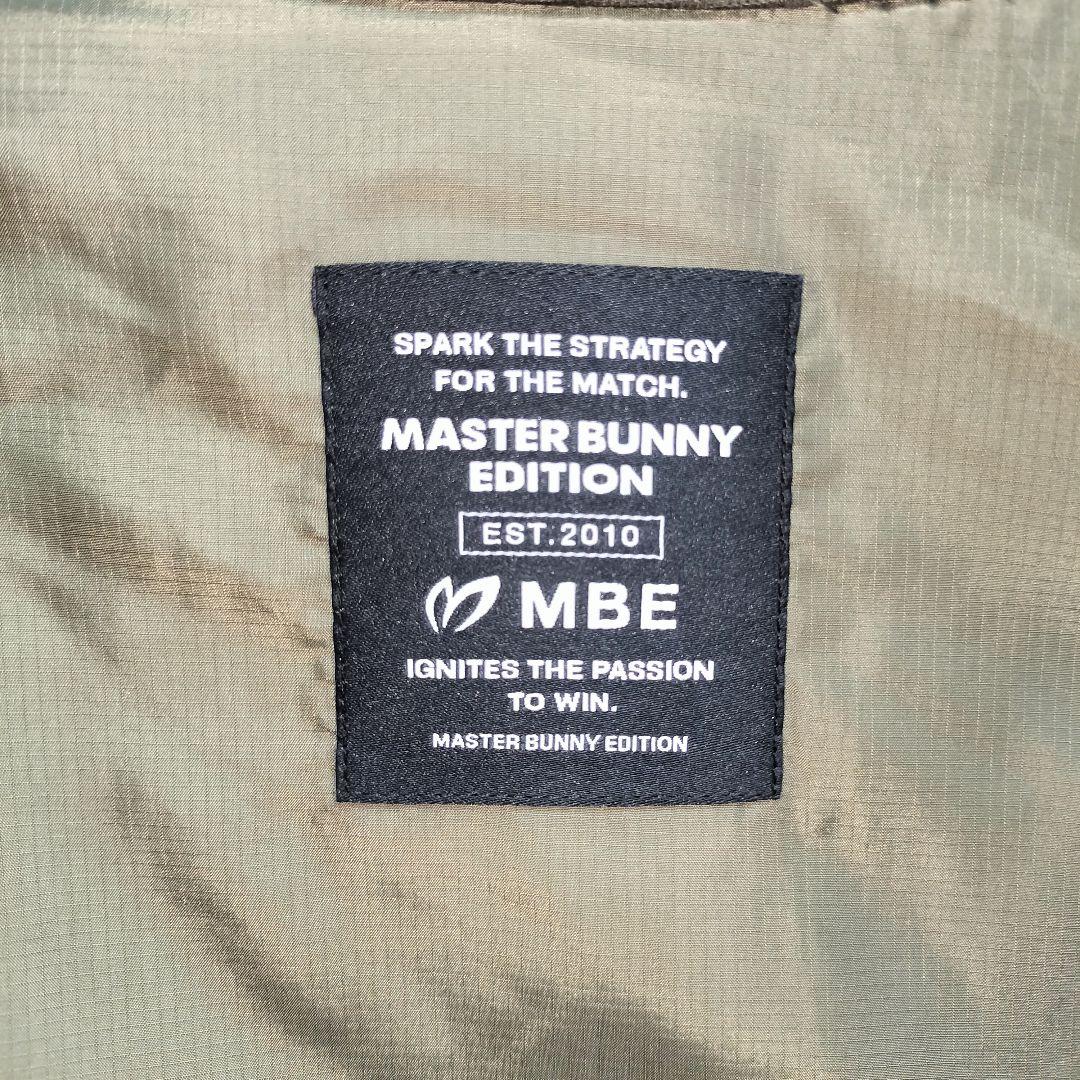 SPARK THE STRATEGY
FOR THE MATCH.
MASTER BUNNY
EDITION
EST.2010
MBE
IGNITES THE PASSION
TO WIN.
MASTER BUNNY EDITION